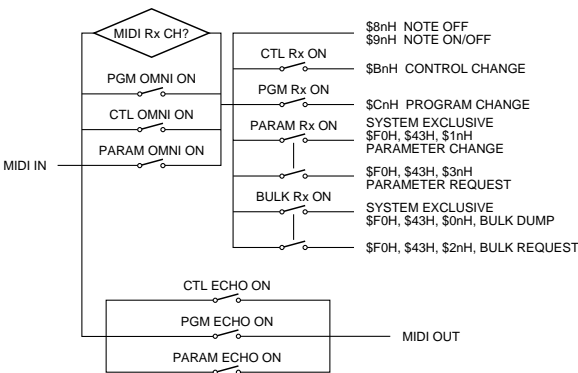 MIDI Rx CH?
PGM OMNI ON
CTL OMNI ON
PARAM OMNI ON
MIDI IN
$8nH NOTE OFF
$9nH NOTE ON/OFF
CTL Rx ON
$BnH CONTROL CHANGE
PGM Rx ON
$CnH PROGRAM CHANGE
PARAM Rx ON
SYSTEM EXCLUSIVE
$F0H, $43H, $1nH
PARAMETER CHANGE
$F0H, $43H, $3nH
PARAMETER REQUEST
BULK Rx ON
SYSTEM EXCLUSIVE
$F0H, $43H, $0nH, BULK DUMP
$F0H, $43H, $2nH, BULK REQUEST
CTL ECHO ON
PGM ECHO ON
PARAM ECHO ON
MIDI OUT